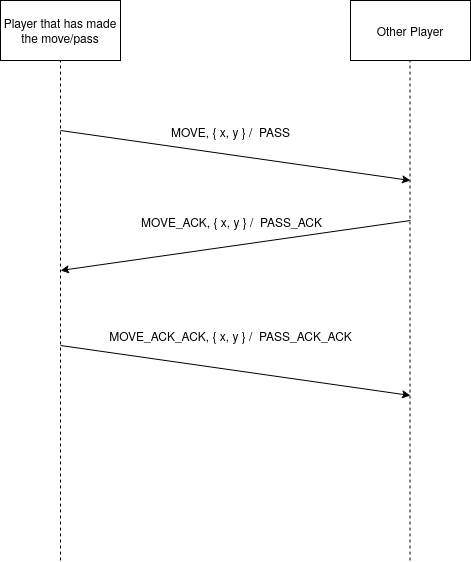 Player that has made
the move/pass
Other Player
MOVE, { x, y } /  PASS
MOVE_ACK, { x, y } /  PASS_ACK
MOVE_ACK_ACK, { x, y } /  PASS_ACK_ACK